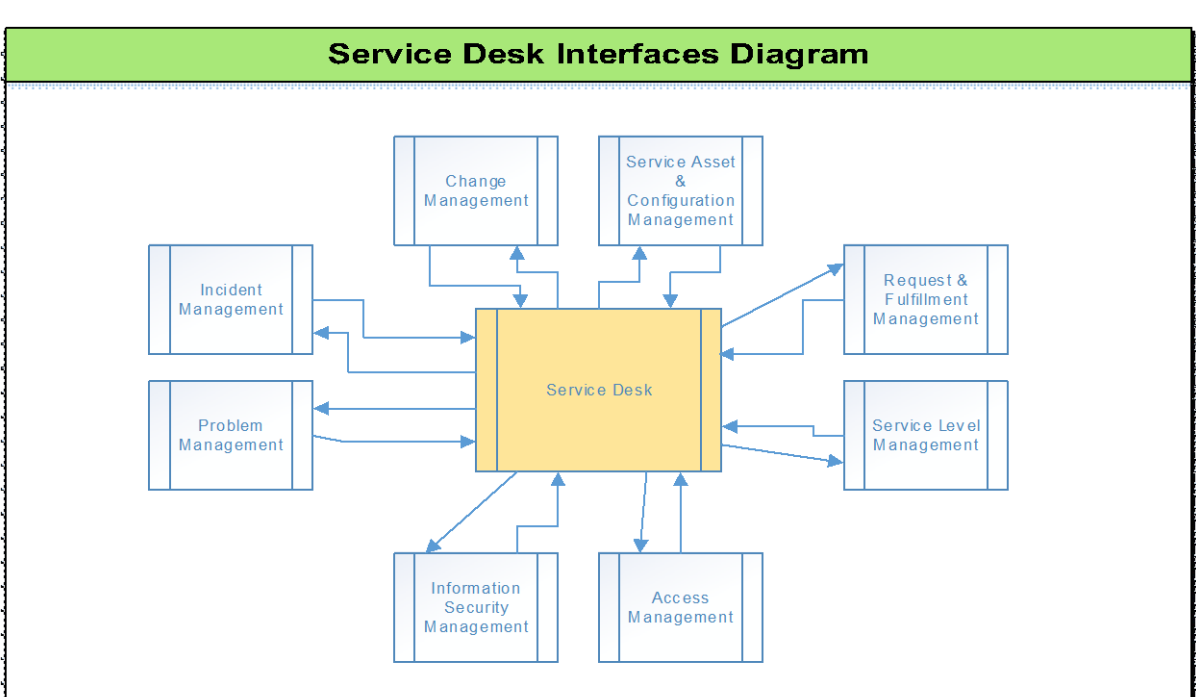 Service Desk Interfaces Diagram
Change
Management
Service Asset
&
Configuration
Management
Incident
Management
Request &
Fulfillment
Management
Service Desk
Problem
Management
Service Level
Management
Information
Security
Management
Access
Management